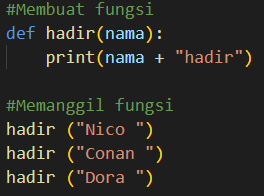 #Membuat fungsi
def hadir(nama):
    print(nama + "hadir")

#Memanggil fungsi
hadir ("Nico ")
hadir ("Conan ")
hadir ("Dora ")